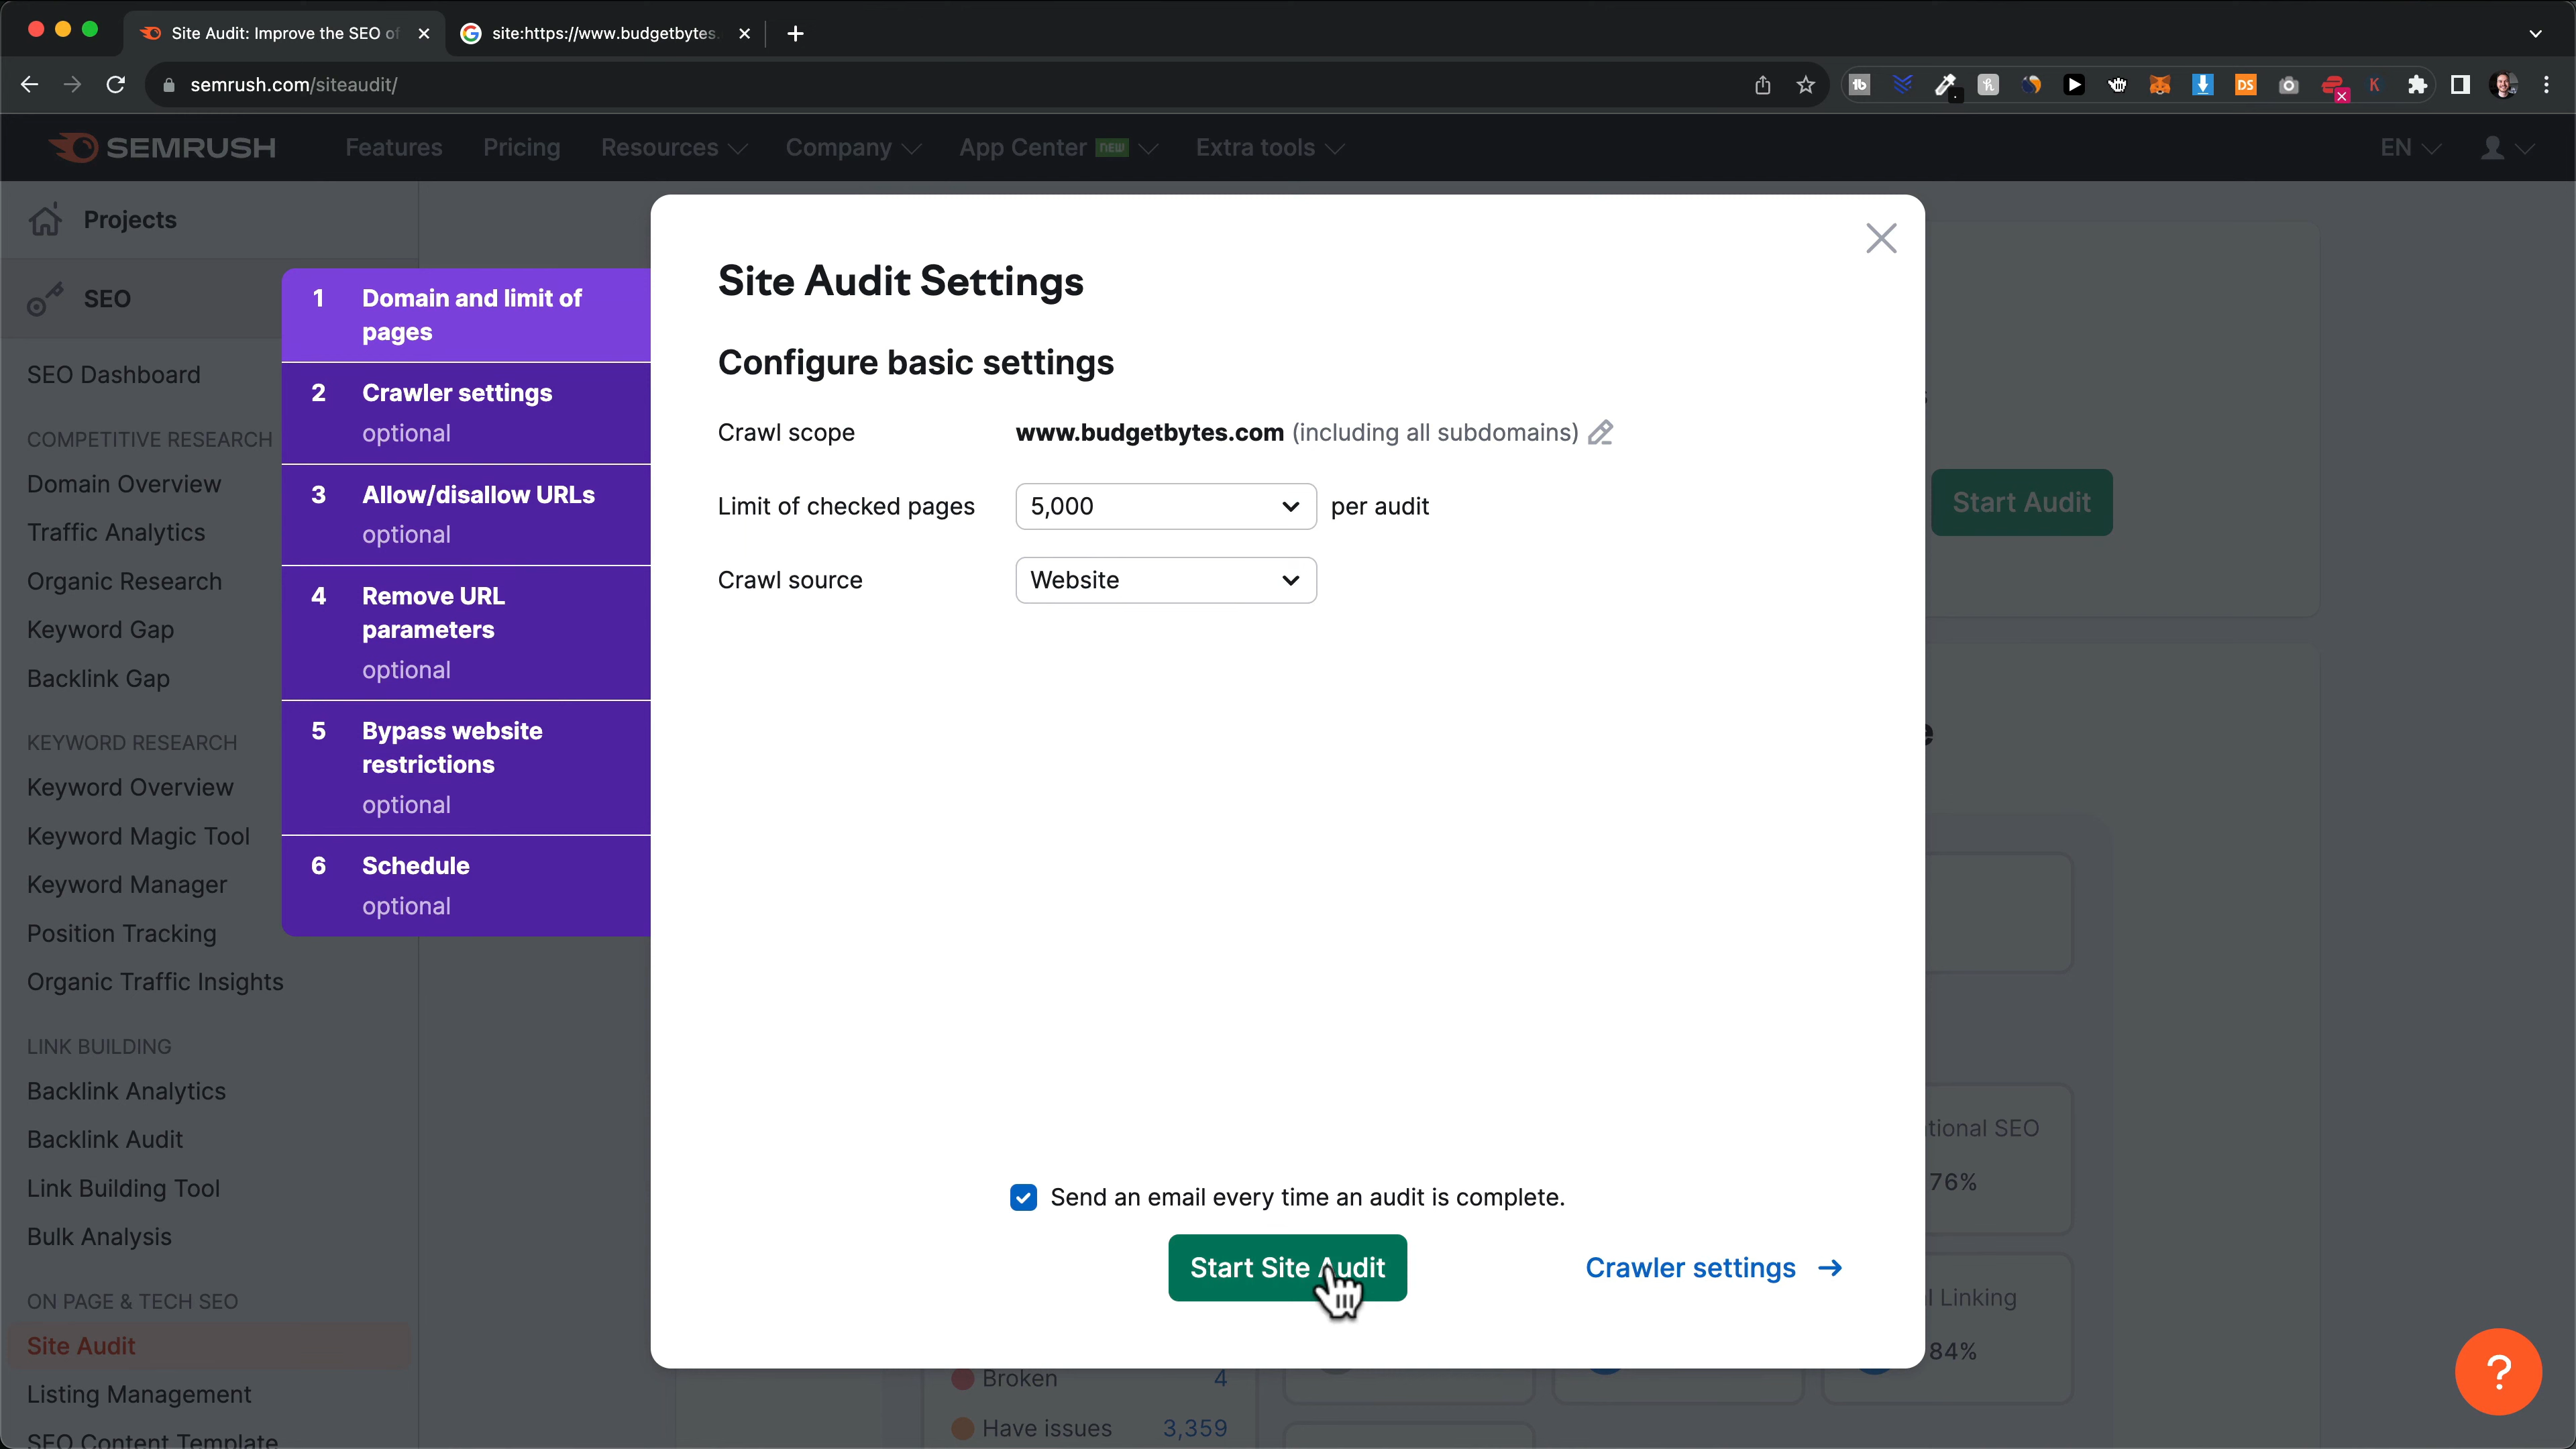 Site Audit: Improve the SEO of
site:https://www.budgetbytes.
semrush.com/siteaudit/
SEMRUSH
Features
Pricing
Resources
Company
App Center NEW
Extra tools
EN
Projects
SEO
SEO Dashboard
COMPETITIVE RESEARCH
Domain Overview
Traffic Analytics
Organic Research
Keyword Gap
Backlink Gap
KEYWORD RESEARCH
Keyword Overview
Keyword Magic Tool
Keyword Manager
Position Tracking
Organic Traffic Insights
LINK BUILDING
Backlink Analytics
Backlink Audit
Link Building Tool
Bulk Analysis
ON PAGE & TECH SEO
Site Audit
Listing Management
SEO Content Template
1 Domain and limit of
pages
2 Crawler settings
optional
3 Allow/disallow URLs
optional
4 Remove URL
parameters
optional
5 Bypass website
restrictions
optional
6 Schedule
optional
Site Audit Settings
Configure basic settings
Crawl scope www.budgetbytes.com (including all subdomains)
Limit of checked pages 5,000 per audit
Crawl source Website
Send an email every time an audit is complete.
Start Site Audit
Crawler settings →
Start Audit
tional SEO
76%
l Linking
84%
Broken 4
Have issues 3,359
?